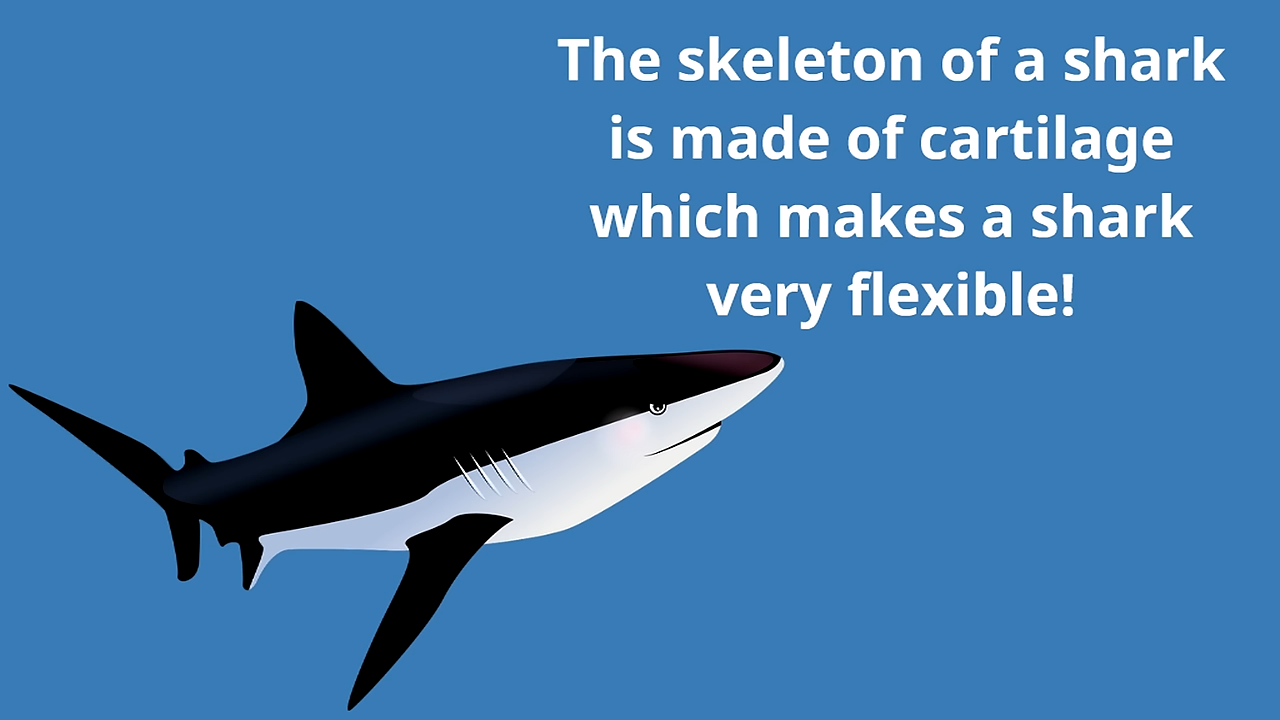 The skeleton of a shark
is made of cartilage
which makes a shark
very flexible!